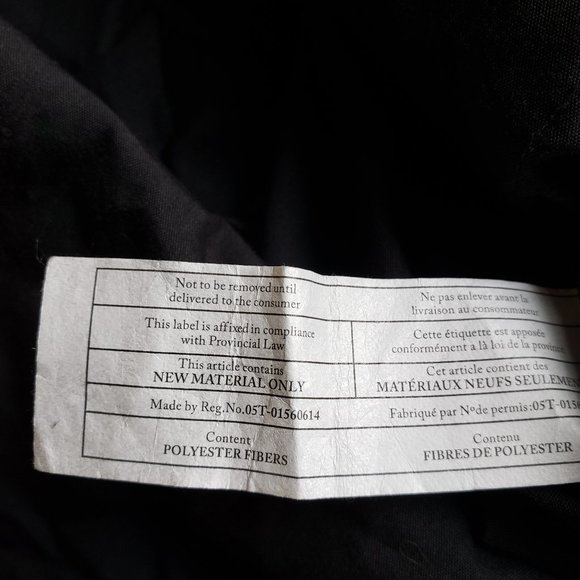 Not to be removed until
delivered to the consumer
This label is affixed in compliance
with Provincial Law
This article contains
NEW MATERIAL ONLY
Made by Reg.No.05T-01560614
Content
POLYESTER FIBERS
Ne pas enlever avant la
livraison au consommateur
Cette étiquette est apposée
conformément a là loi de la province
Cet article contient des
MATÉRIAUX NEUFS SEULEMEN
Fabriqué par Nºde permis:05T-0156
Contenu
FIBRES DE POLYESTER